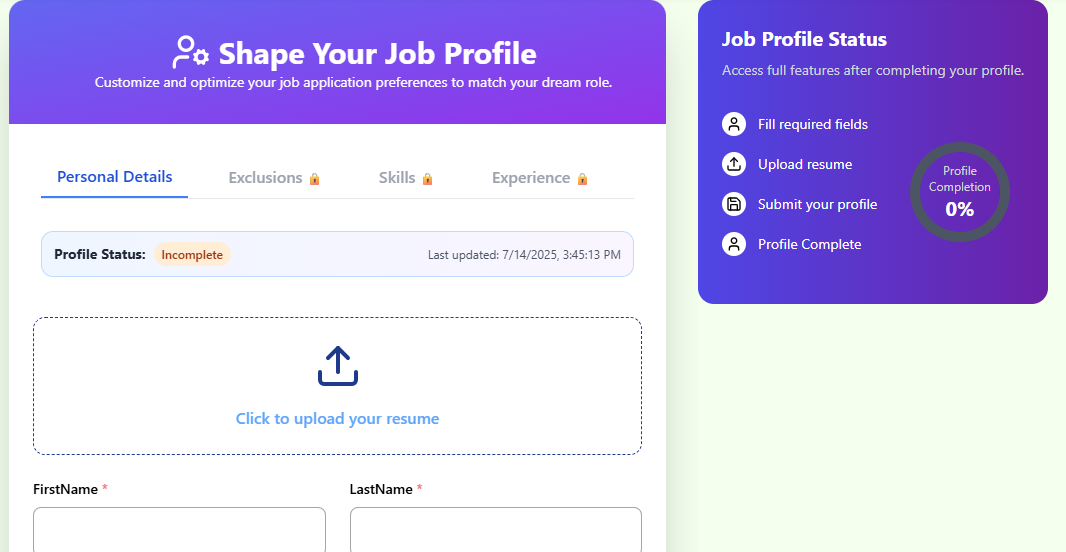 Shape Your Job Profile
Customize and optimize your job application preferences to match your dream role.
Personal Details
Exclusions
Skills
Experience
Profile Status:
Incomplete
Last updated: 7/14/2025, 3:45:13 PM
Click to upload your resume
FirstName *
LastName *
Job Profile Status
Access full features after completing your profile.
Fill required fields
Upload resume
Submit your profile
Profile Complete
Profile
Completion
0%